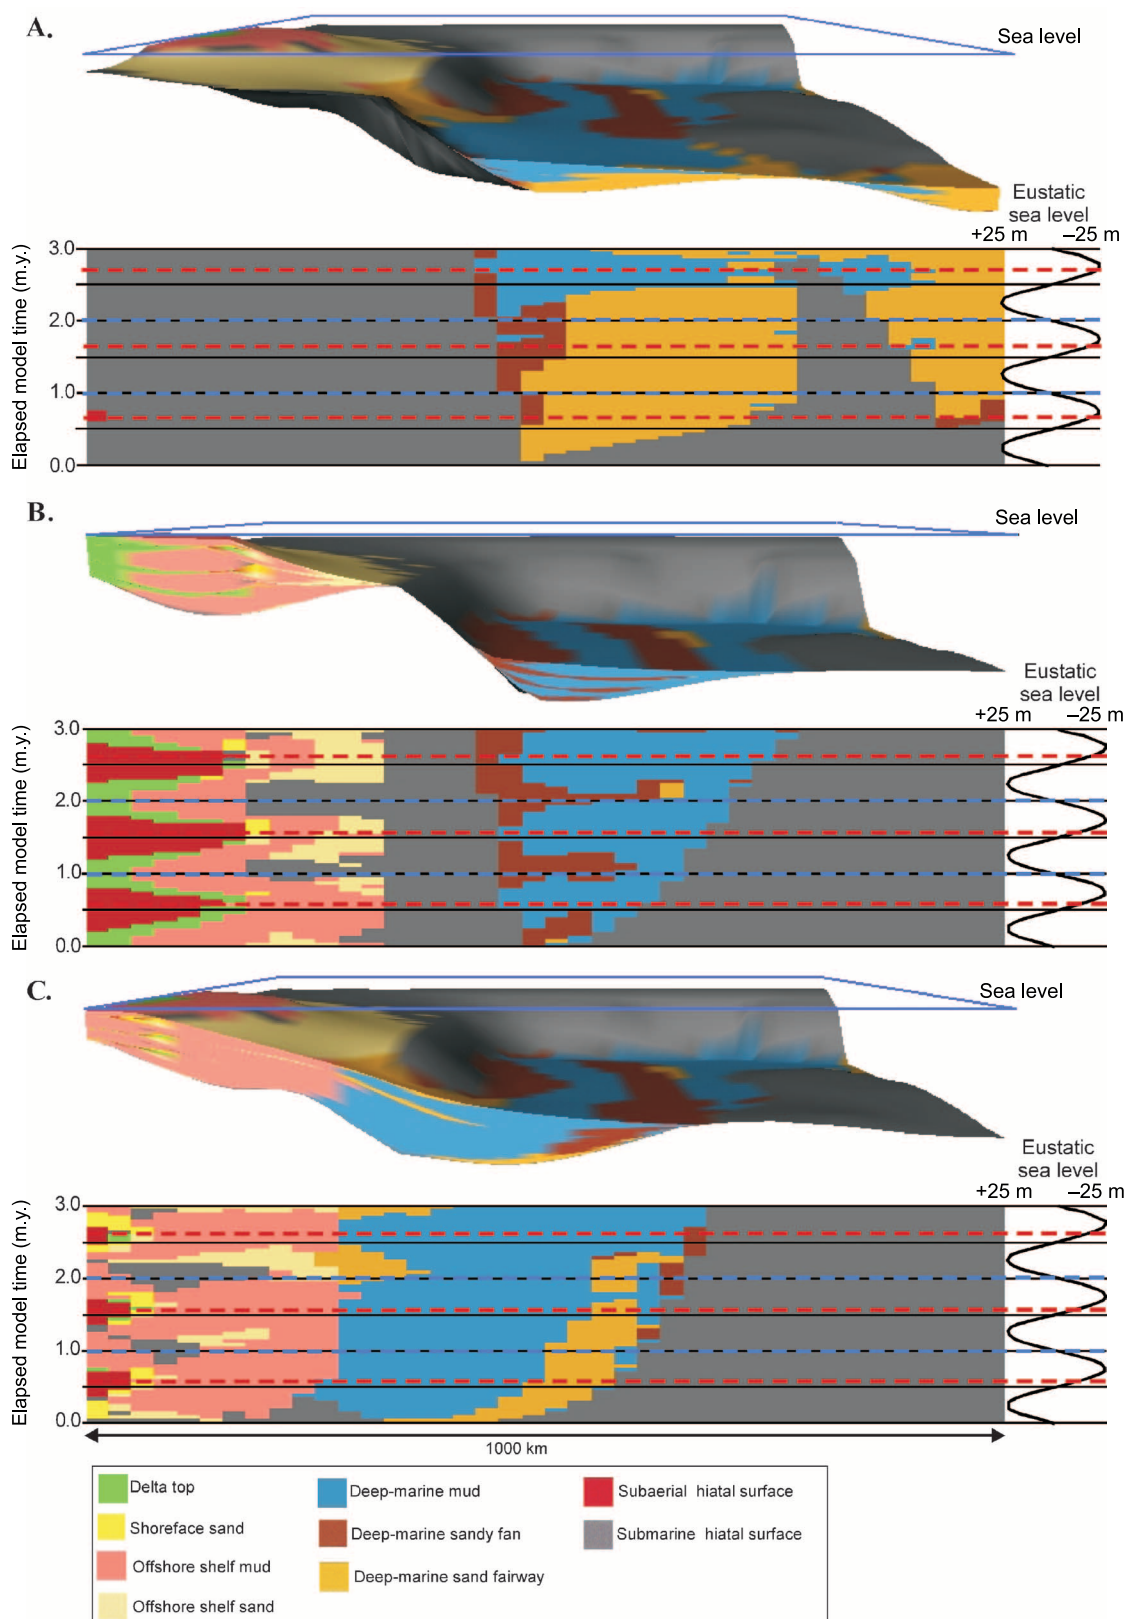 A.
Sea level
Eustatic
sea level
+25 m –25 m
Elapsed model time (m.y.)
3.0
2.0
1.0
0.0
B.
Sea level
Eustatic
sea level
+25 m –25 m
Elapsed model time (m.y.)
3.0
2.0
1.0
0.0
C.
Sea level
Eustatic
sea level
+25 m –25 m
Elapsed model time (m.y.)
3.0
2.0
1.0
0.0
1000 km
Delta top
Shoreface sand
Offshore shelf mud
Offshore shelf sand
Deep-marine mud
Deep-marine sandy fan
Deep-marine sand fairway
Subaerial hiatal surface
Submarine hiatal surface